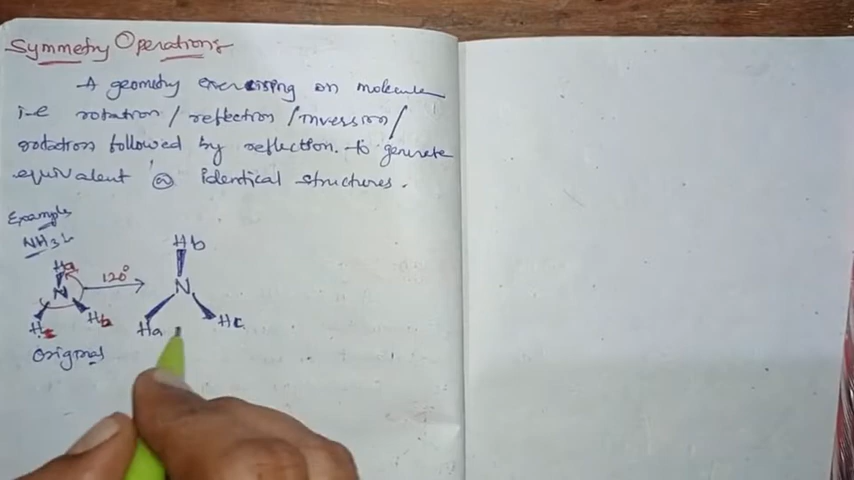 Symmetry Operations
A geometry exercising on molecule
i.e rotation / reflection / inversion /
rotation followed by reflection. to generate
equivalent or identical structures.
Example
NH3
Ha
120°
Hb
N
N
Hb
Ha
Hc
Original